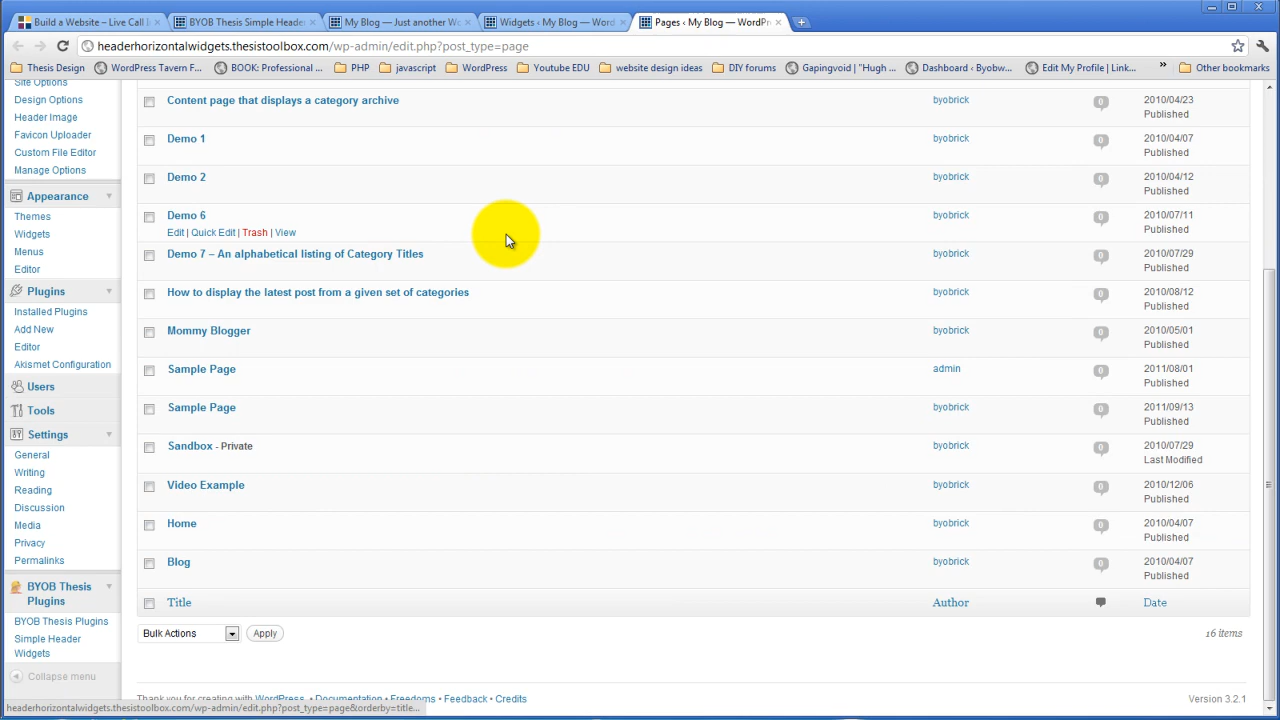 Build a Website – Live Call i
BYOB Thesis Simple Header
My Blog — Just another Wo
Widgets ‹ My Blog — Word
Pages ‹ My Blog — WordPr
headerhorizontalwidgets.thesistoolbox.com/wp-admin/edit.php?post_type=page
Thesis Design
WordPress Tavern F...
BOOK: Professional ...
PHP
javascript
WordPress
Youtube EDU
website design ideas
DIY forums
Gapingvoid | "Hugh ...
Dashboard ‹ Byobw...
Edit My Profile | Link...
»
Other bookmarks
Site Options
Design Options
Header Image
Favicon Uploader
Custom File Editor
Manage Options
Appearance
Themes
Widgets
Menus
Editor
Plugins
Installed Plugins
Add New
Editor
Akismet Configuration
Users
Tools
Settings
General
Writing
Reading
Discussion
Media
Privacy
Permalinks
BYOB Thesis
Plugins
BYOB Thesis Plugins
Simple Header
Widgets
Collapse menu
Content page that displays a category archive
byobrick
0
2010/04/23
Published
Demo 1
byobrick
0
2010/04/07
Published
Demo 2
byobrick
0
2010/04/12
Published
Demo 6
Edit | Quick Edit | Trash | View
byobrick
0
2010/07/11
Published
Demo 7 – An alphabetical listing of Category Titles
byobrick
0
2010/07/29
Published
How to display the latest post from a given set of categories
byobrick
0
2010/08/12
Published
Mommy Blogger
byobrick
0
2010/05/01
Published
Sample Page
admin
0
2011/08/01
Published
Sample Page
byobrick
0
2011/09/13
Published
Sandbox - Private
byobrick
0
2010/07/29
Last Modified
Video Example
byobrick
0
2010/12/06
Published
Home
byobrick
0
2010/04/07
Published
Blog
byobrick
0
2010/04/07
Published
Title
Author
Date
Bulk Actions
Apply
16 items
Thank you for creating with WordPress. • Documentation • Freedoms • Feedback • Credits
Version 3.2.1
headerhorizontalwidgets.thesistoolbox.com/wp-admin/edit.php?post_type=page&orderby=title...